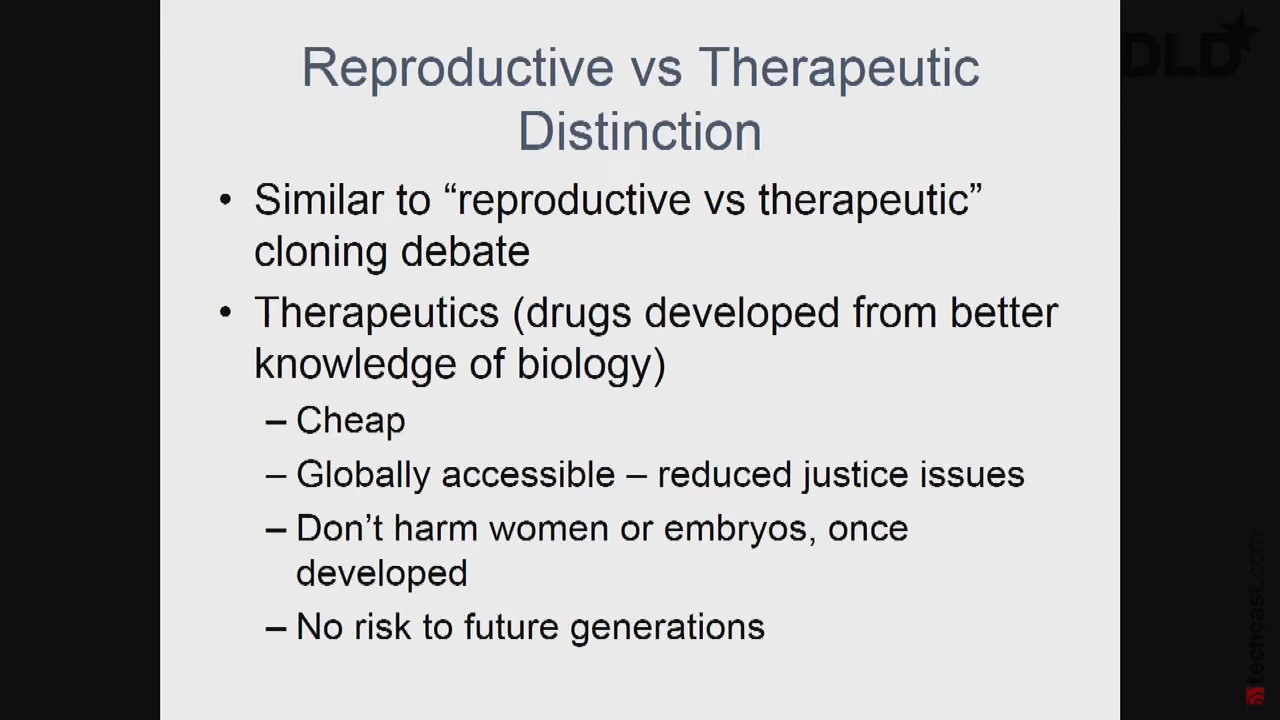 Reproductive vs Therapeutic
Distinction
• Similar to “reproductive vs therapeutic”
cloning debate
• Therapeutics (drugs developed from better
knowledge of biology)
– Cheap
– Globally accessible – reduced justice issues
– Don’t harm women or embryos, once
developed
– No risk to future generations
DLD
techcast.com